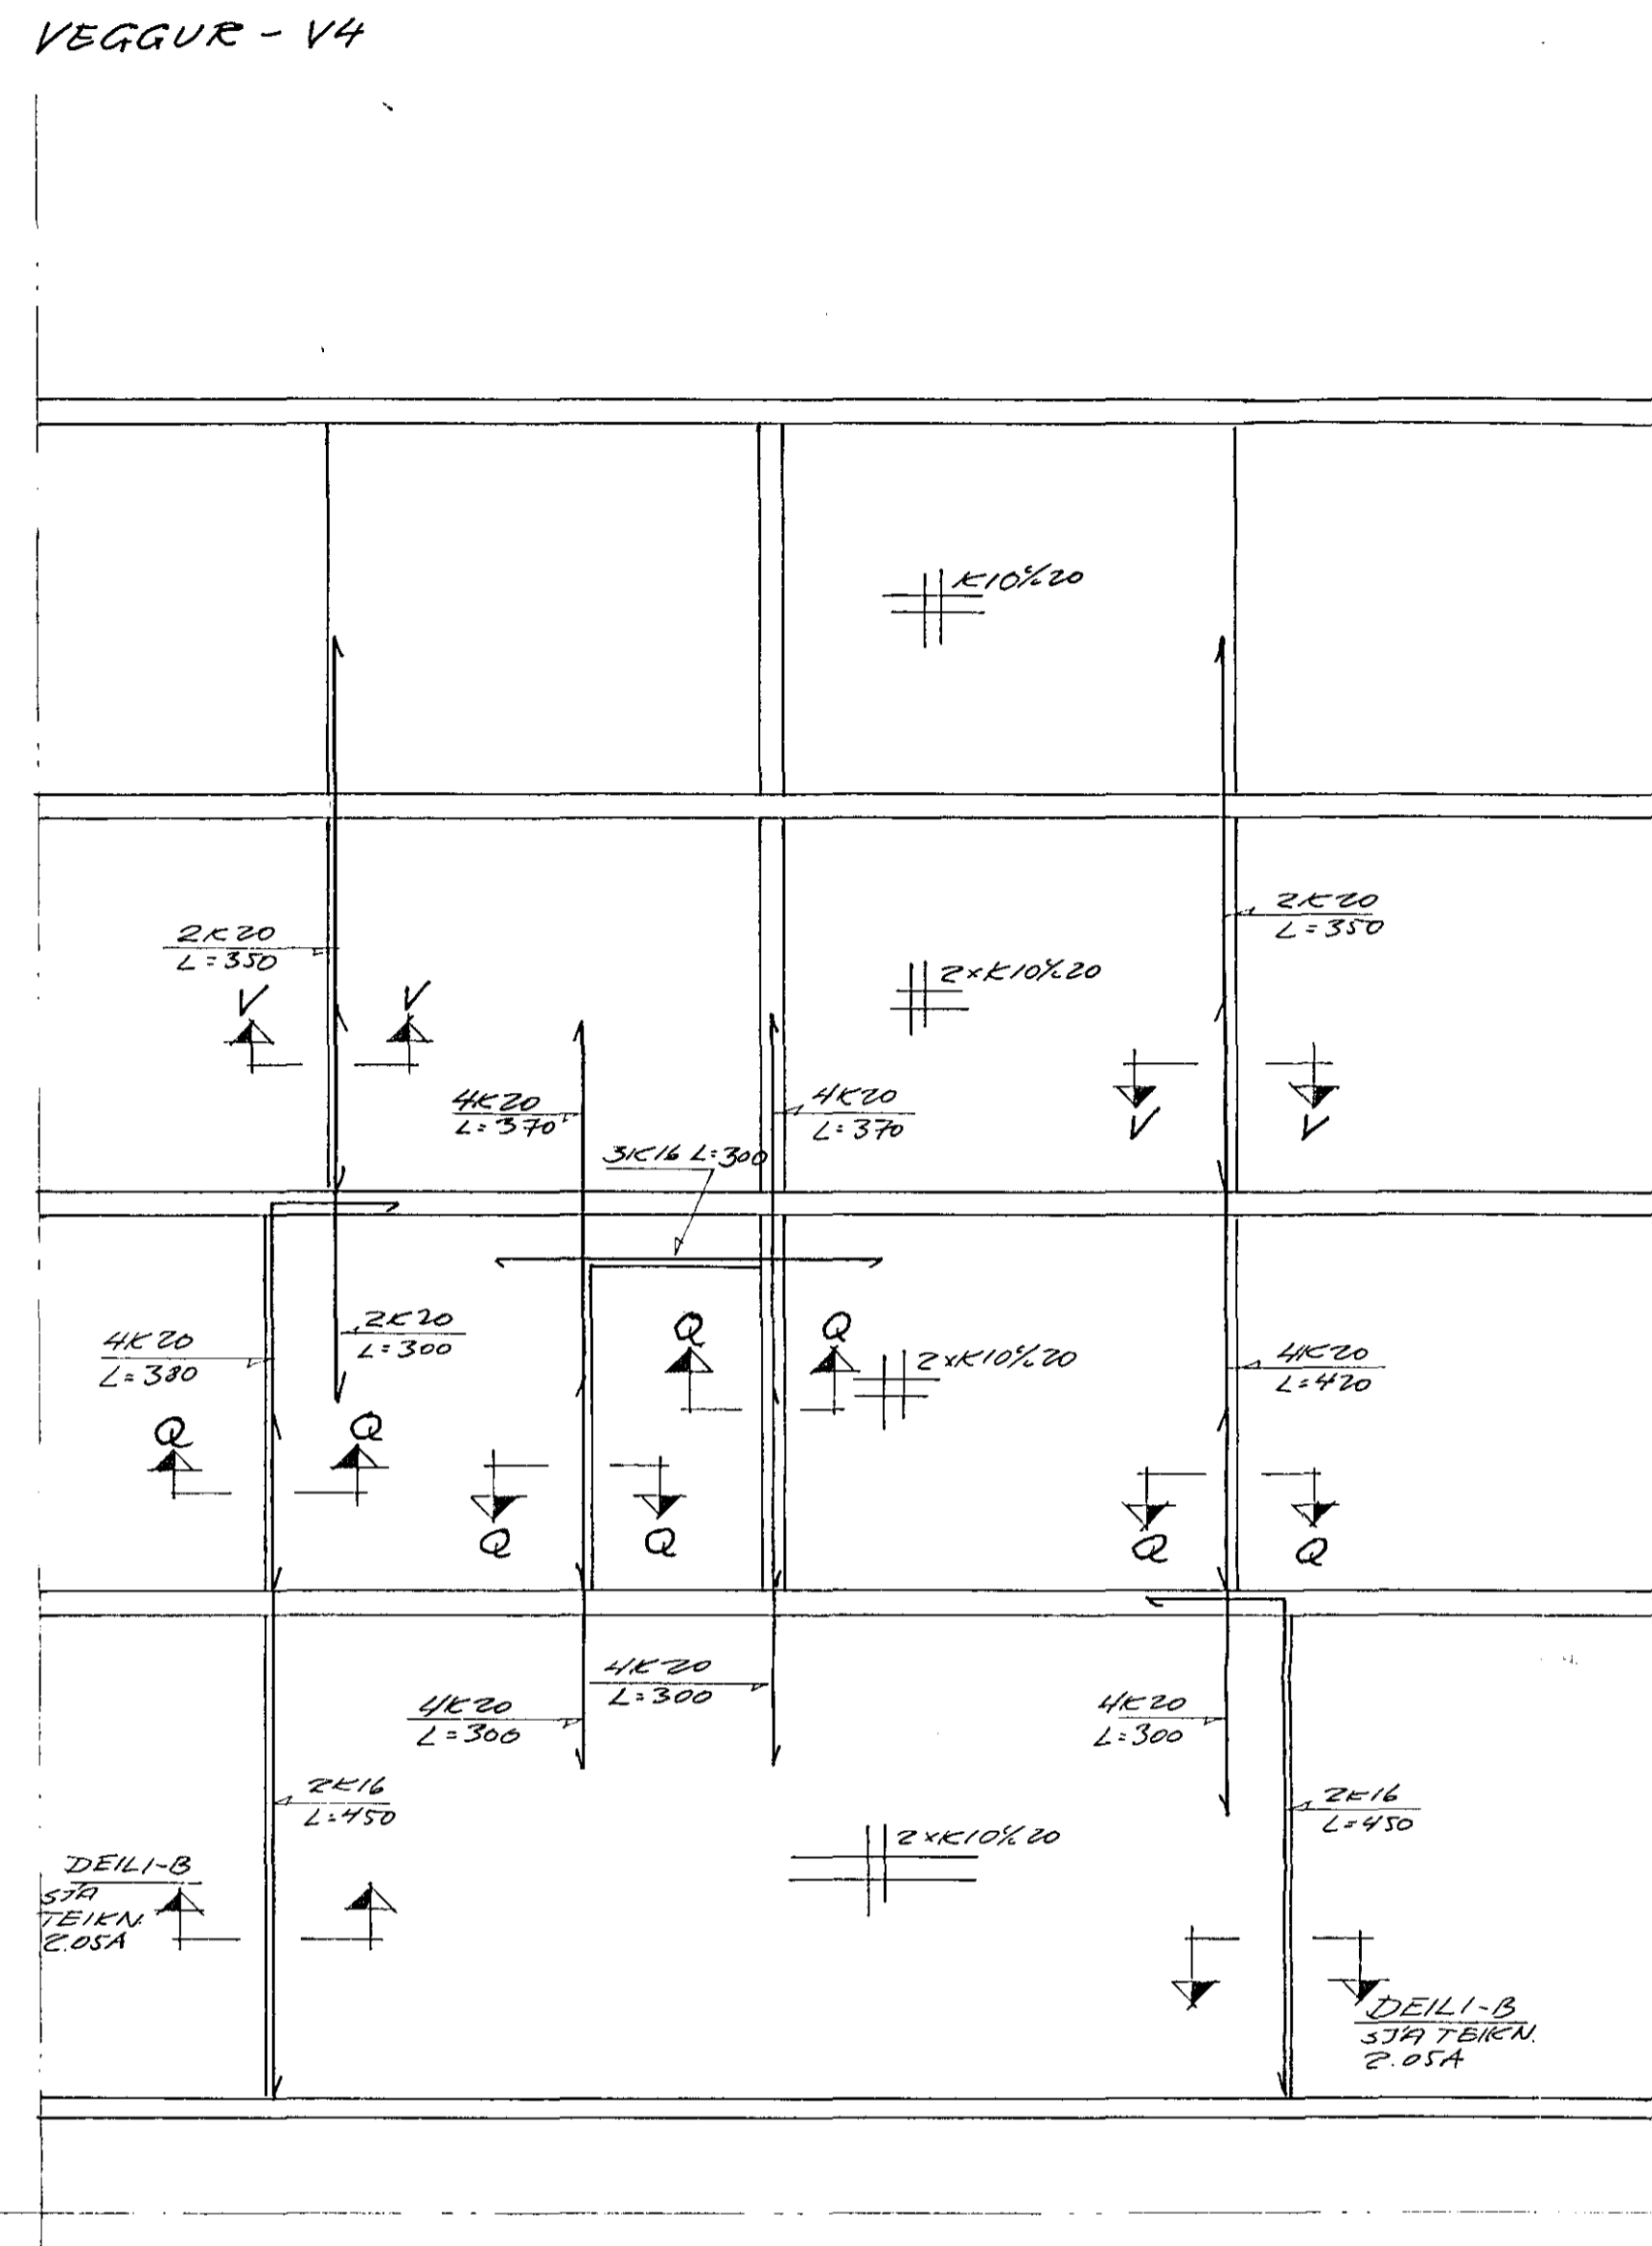 VEGGUR - V4
K10%20
2K20
L=350
2K20
L=350
2×K10%20
V
V
4K20
L=370
4K20
L=370
V
V
3K16 L=300
2K20
L=300
4K20
L=380
Q
Q
2×K10%20
4K20
L=420
Q
Q
Q
Q
Q
Q
4K20
L=300
4K20
L=300
4K20
L=300
2K16
L=450
2K16
L=450
2×K10%20
DEILI-B
SJÁ
TEIKN.
2.05A
DEILI-B
SJÁ TEIKN.
2.05A